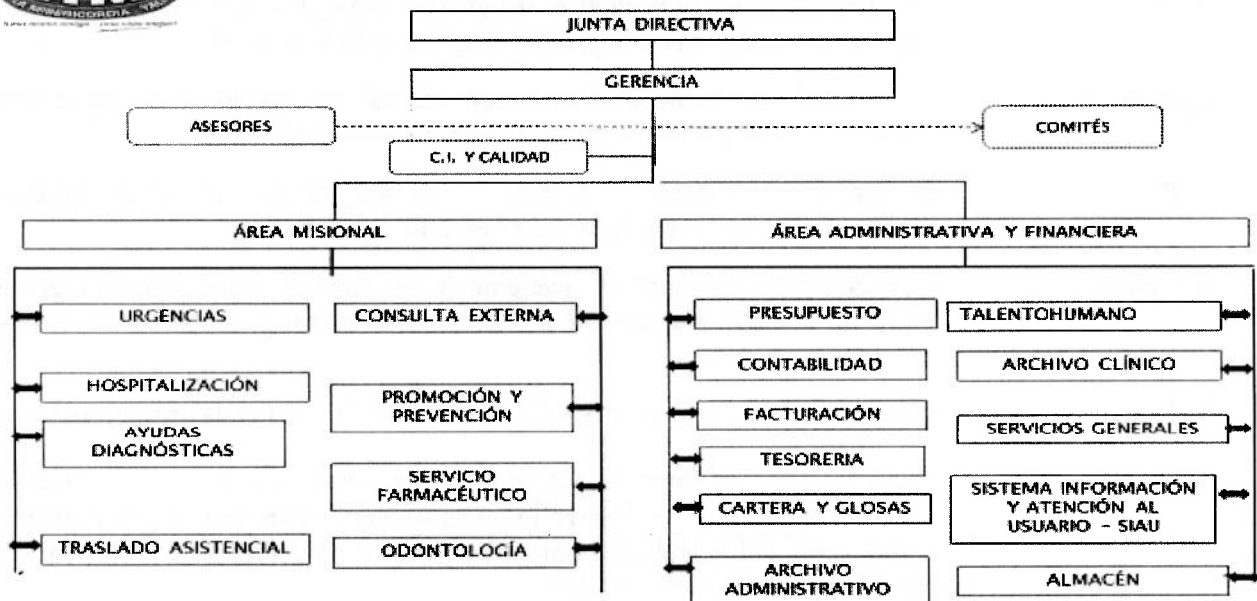 JUNTA DIRECTIVA
GERENCIA
ASESORES
COMITÉS
C.I. Y CALIDAD
ÁREA MISIONAL
ÁREA ADMINISTRATIVA Y FINANCIERA
URGENCIAS
CONSULTA EXTERNA
HOSPITALIZACIÓN
PROMOCIÓN Y
PREVENCIÓN
AYUDAS
DIAGNÓSTICAS
SERVICIO
FARMACÉUTICO
TRASLADO ASISTENCIAL
ODONTOLOGÍA
PRESUPUESTO
TALENTOHUMANO
CONTABILIDAD
ARCHIVO CLÍNICO
FACTURACIÓN
SERVICIOS GENERALES
TESORERIA
CARTERA Y GLOSAS
SISTEMA INFORMACIÓN
Y ATENCIÓN AL
USUARIO - SIAU
ARCHIVO
ADMINISTRATIVO
ALMACÉN